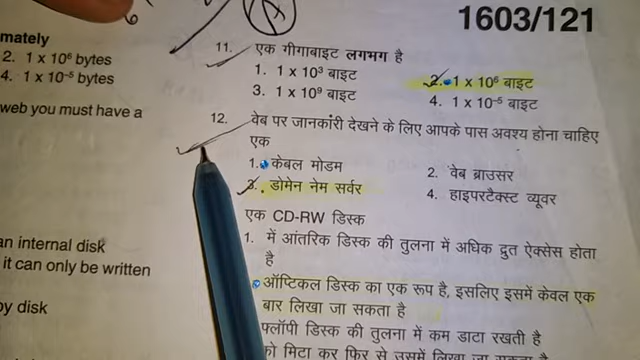 1603/121
mately
2. 1 x 10⁶ bytes
4. 1 x 10⁻⁵ bytes
web you must have a
an internal disk
it can only be written
by disk
11. एक गीगाबाइट लगभग है
1. 1 x 10³ बाइट
2. 1 x 10⁶ बाइट
3. 1 x 10⁹ बाइट
4. 1 x 10⁻⁵ बाइट
12. वेब पर जानकारी देखने के लिए आपके पास अवश्य होना चाहिए
एक
1. केबल मोडम
2. वेब ब्राउसर
3. डोमेन नेम सर्वर
4. हाइपरटैक्स्ट व्यूवर
एक CD-RW डिस्क
1. में आंतरिक डिस्क की तुलना में अधिक द्रुत ऐक्सेस होता
है
ऑप्टिकल डिस्क का एक रूप है, इसलिए इसमें केवल एक
बार लिखा जा सकता है
फ्लॉपी डिस्क की तुलना में कम डाटा रखती है
को मिटा कर फिर से उसमें लिखा जा सकता है